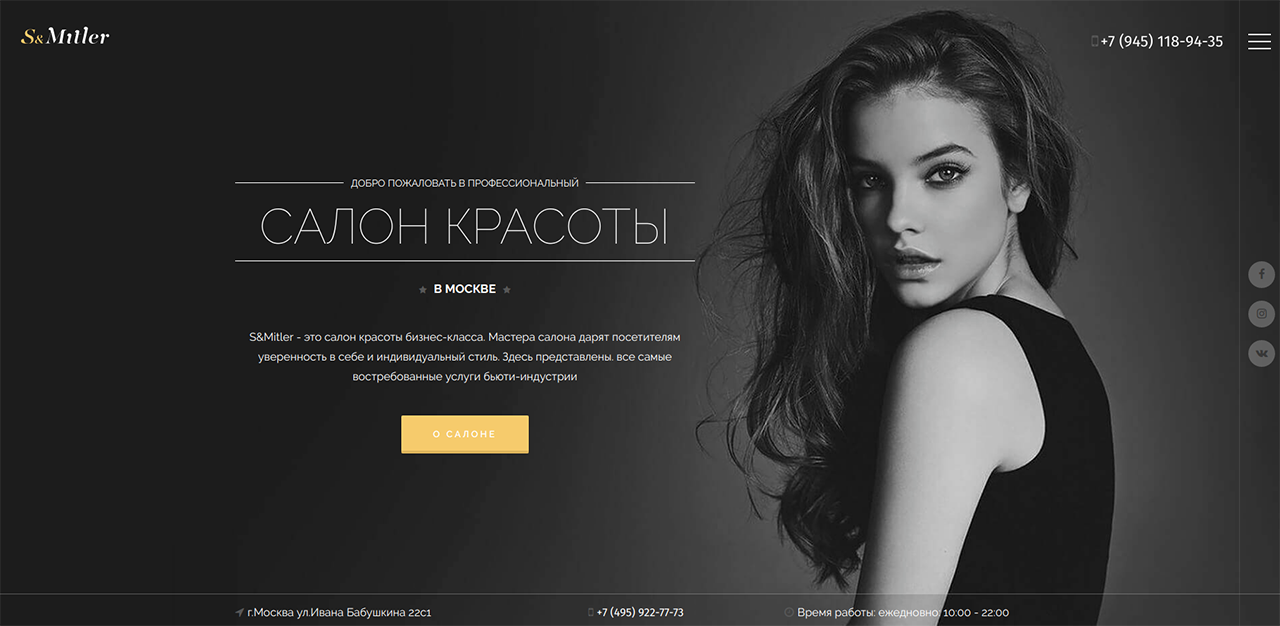 S&Mitler
+7 (945) 118-94-35
ДОБРО ПОЖАЛОВАТЬ В ПРОФЕССИОНАЛЬНЫЙ
САЛОН КРАСОТЫ
В МОСКВЕ
S&Mitler - это салон красоты бизнес-класса. Мастера салона дарят посетителям
уверенность в себе и индивидуальный стиль. Здесь представлены. все самые
востребованные услуги бьюти-индустрии
О САЛОНЕ
г.Москва ул.Ивана Бабушкина 22с1
+7 (495) 922-77-73
Время работы: ежедневно: 10:00 - 22:00